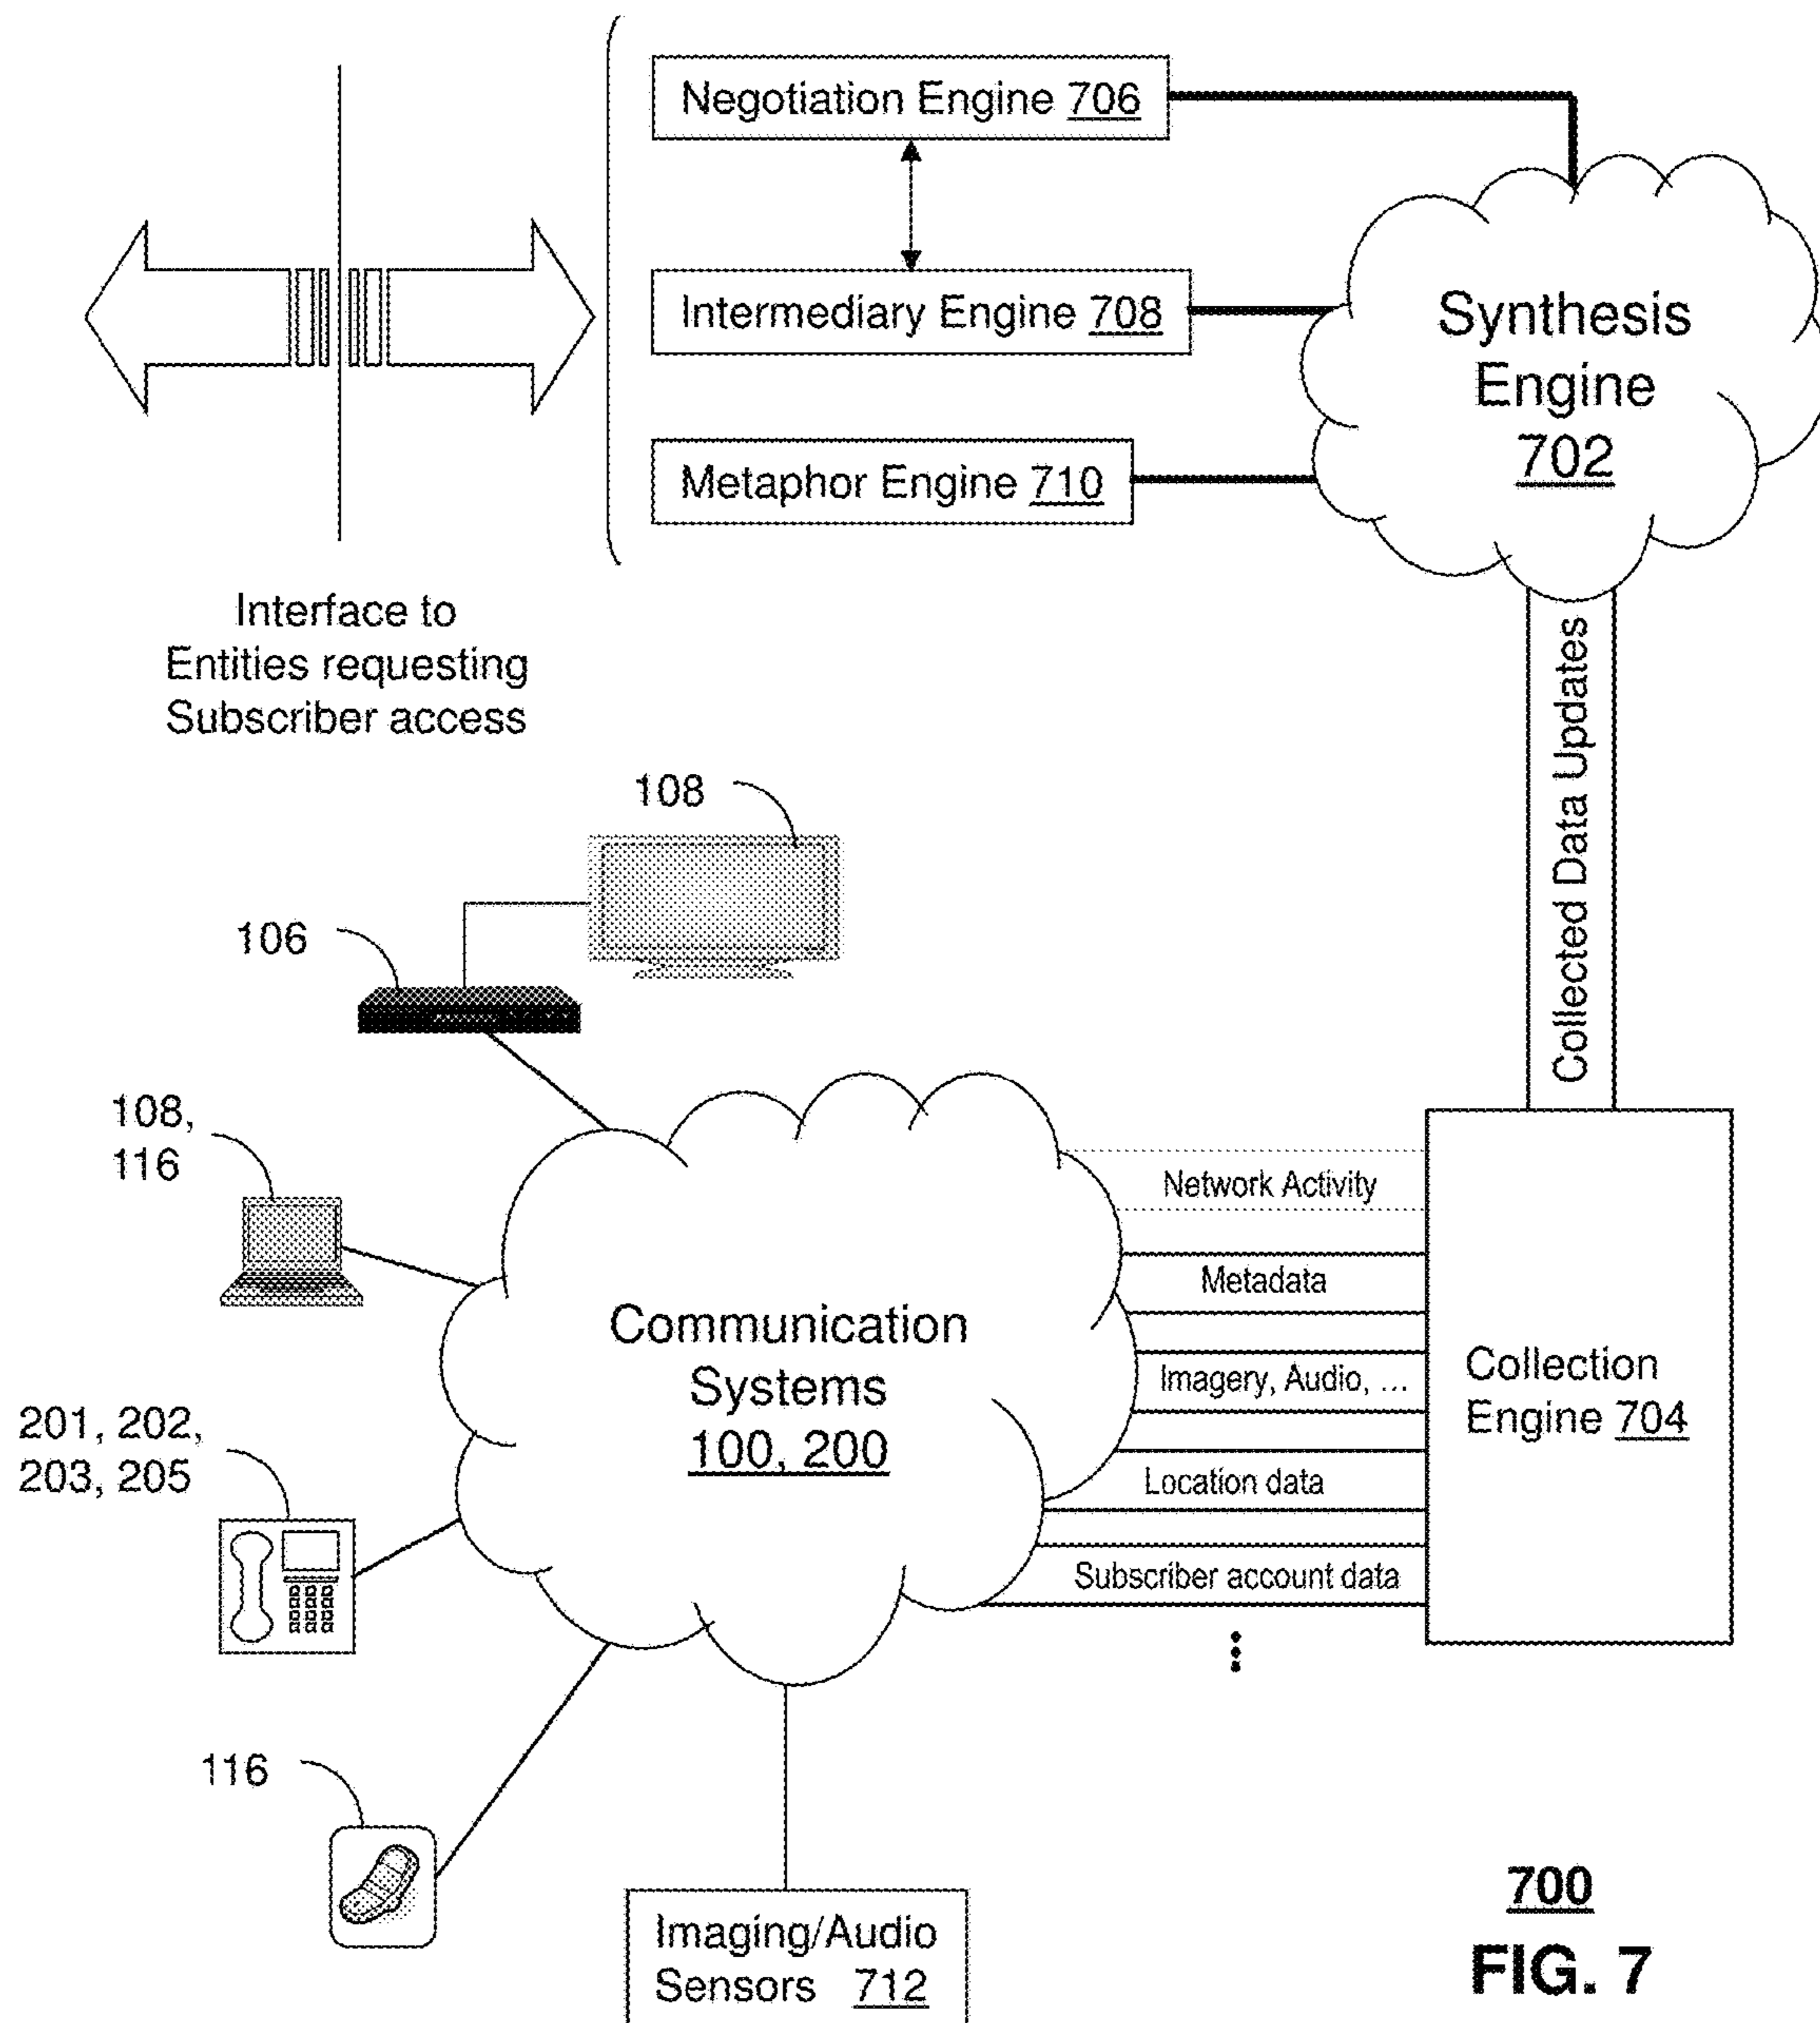 Negotiation Engine 706
Intermediary Engine 708
Metaphor Engine 710
Synthesis
Engine
702
Interface to
Entities requesting
Subscriber access
Collected Data Updates
108
106
108,
116
201, 202,
203, 205
116
Communication
Systems
100, 200
Network Activity
Metadata
Imagery, Audio, ...
Location data
Subscriber account data
Collection
Engine 704
Imaging/Audio
Sensors 712
700
FIG. 7